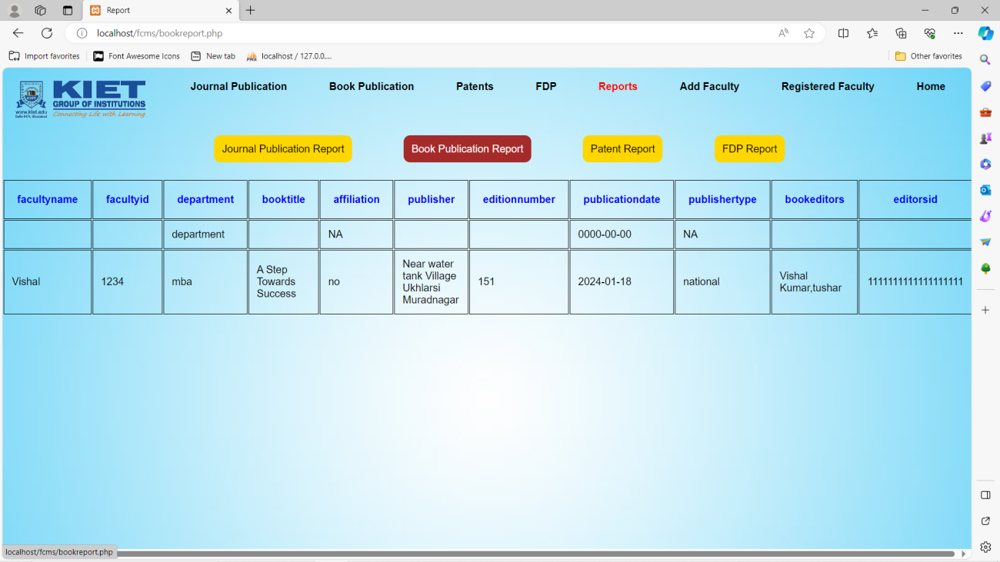 Report
localhost/fcms/bookreport.php
Import favorites
Font Awesome Icons
New tab
localhost / 127.0.0....
Other favorites
KIET
GROUP OF INSTITUTIONS
Connecting Life with Learning
www.kiet.edu
Journal Publication
Book Publication
Patents
FDP
Reports
Add Faculty
Registered Faculty
Home
Journal Publication Report
Book Publication Report
Patent Report
FDP Report
facultyname facultyid department booktitle affiliation publisher editionnumber publicationdate publishertype bookeditors editorsid
department NA 0000-00-00 NA
Vishal
1234
mba
A Step
Towards
Success
no
Near water
tank Village
Ukhlarsi
Muradnagar
151
2024-01-18
national
Vishal
Kumar,tushar
1111111111111111111
localhost/fcms/bookreport.php